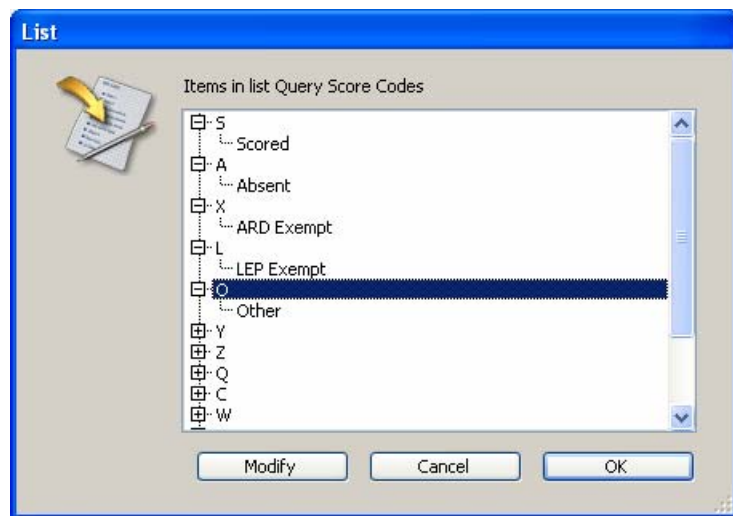 List
Items in list Query Score Codes
S
Scored
A
Absent
X
ARD Exempt
L
LEP Exempt
O
Other
Y
Z
Q
C
W
Modify Cancel OK